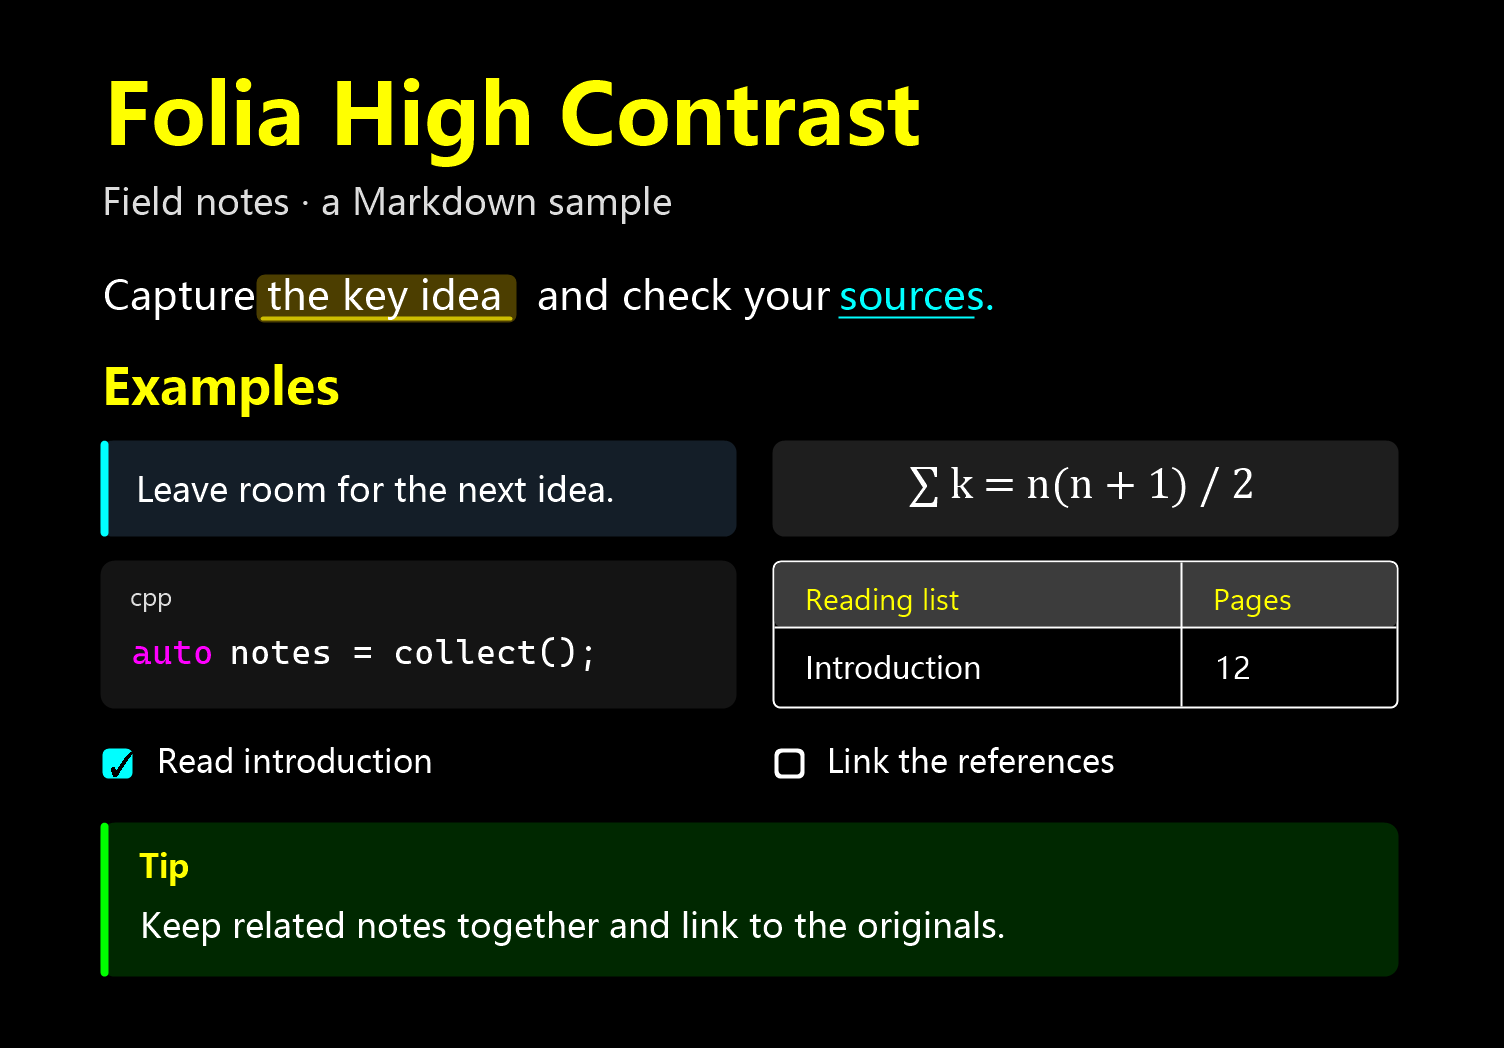 Folia High Contrast
Field notes · a Markdown sample
Capture the key idea and check your sources.
Examples
Leave room for the next idea.
∑ k = n(n + 1) / 2
cpp
auto notes = collect();
Reading list Pages
Introduction 12
Read introduction
Link the references
Tip
Keep related notes together and link to the originals.